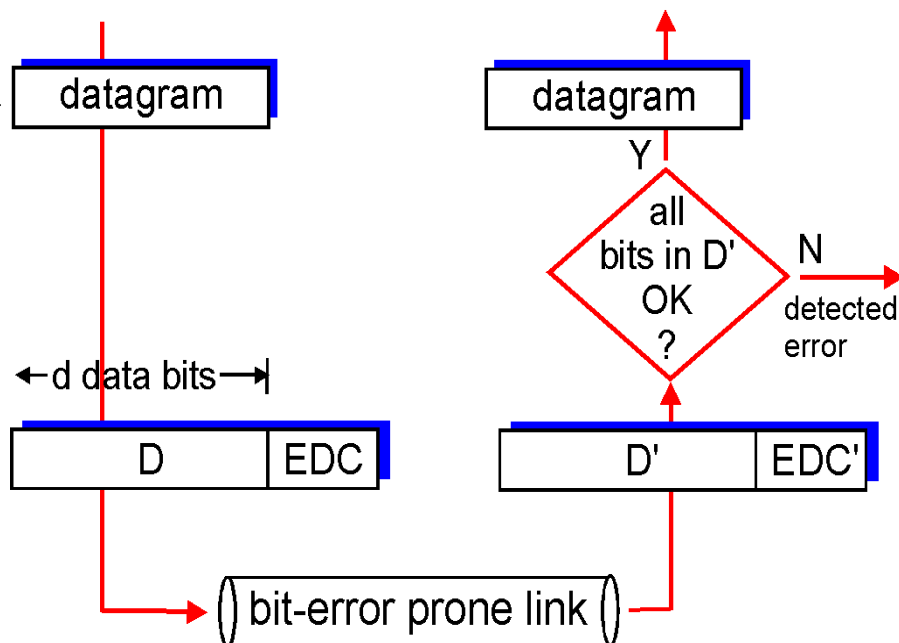 datagram
d data bits
D EDC
bit-error prone link
datagram
Y
all
bits in D'
OK
?
N
detected
error
D' EDC'